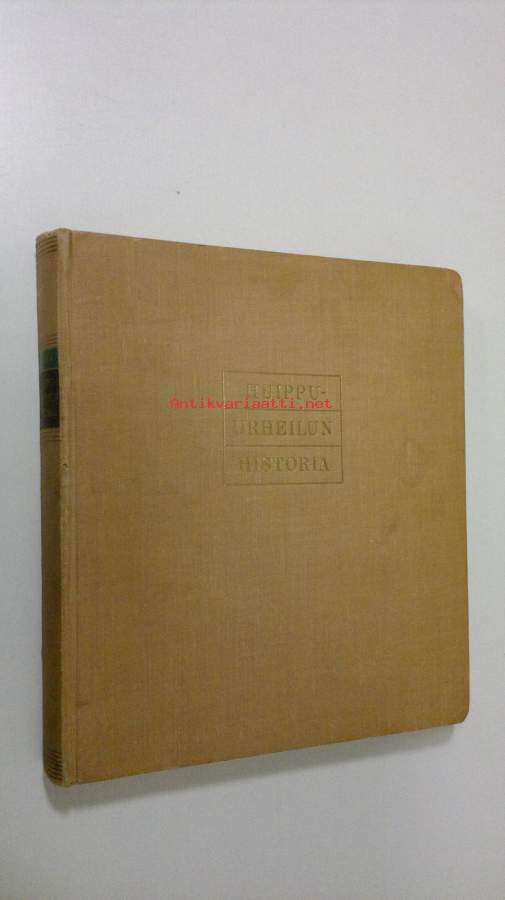 HUIPPU-
Antikvariaatti.net
URHEILUN
HISTORIA